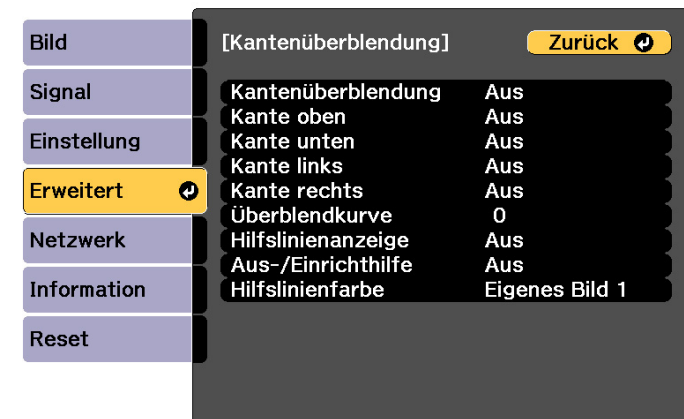 Bild
Signal
Einstellung
Erweitert
Netzwerk
Information
Reset
[Kantenüberblendung] Zurück
Kantenüberblendung Aus
Kante oben Aus
Kante unten Aus
Kante links Aus
Kante rechts Aus
Überblendkurve 0
Hilfslinienanzeige Aus
Aus-/Einrichthilfe Aus
Hilfslinienfarbe Eigenes Bild 1